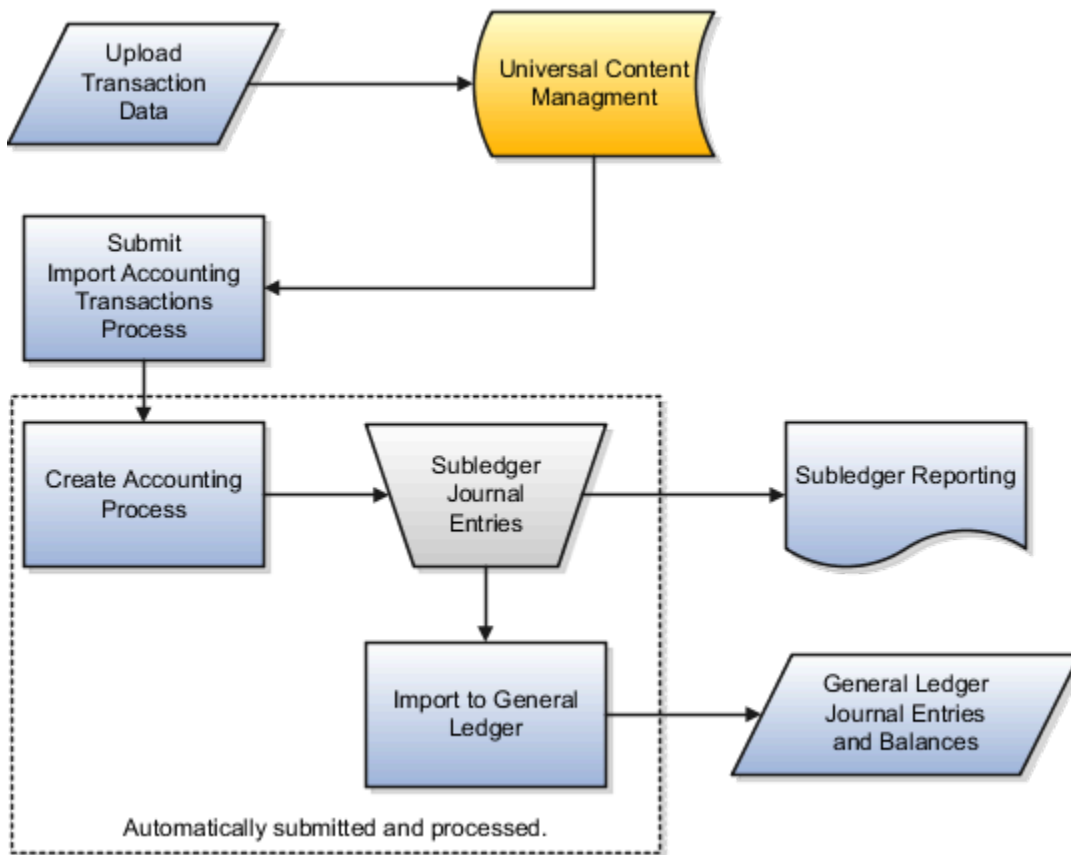 Upload
Transaction
Data
Universal Content
Managment
Submit
Import Accounting
Transactions
Process
Create Accounting
Process
Subledger
Journal
Entries
Subledger Reporting
Import to General
Ledger
General Ledger
Journal Entries
and Balances
Automatically submitted and processed.